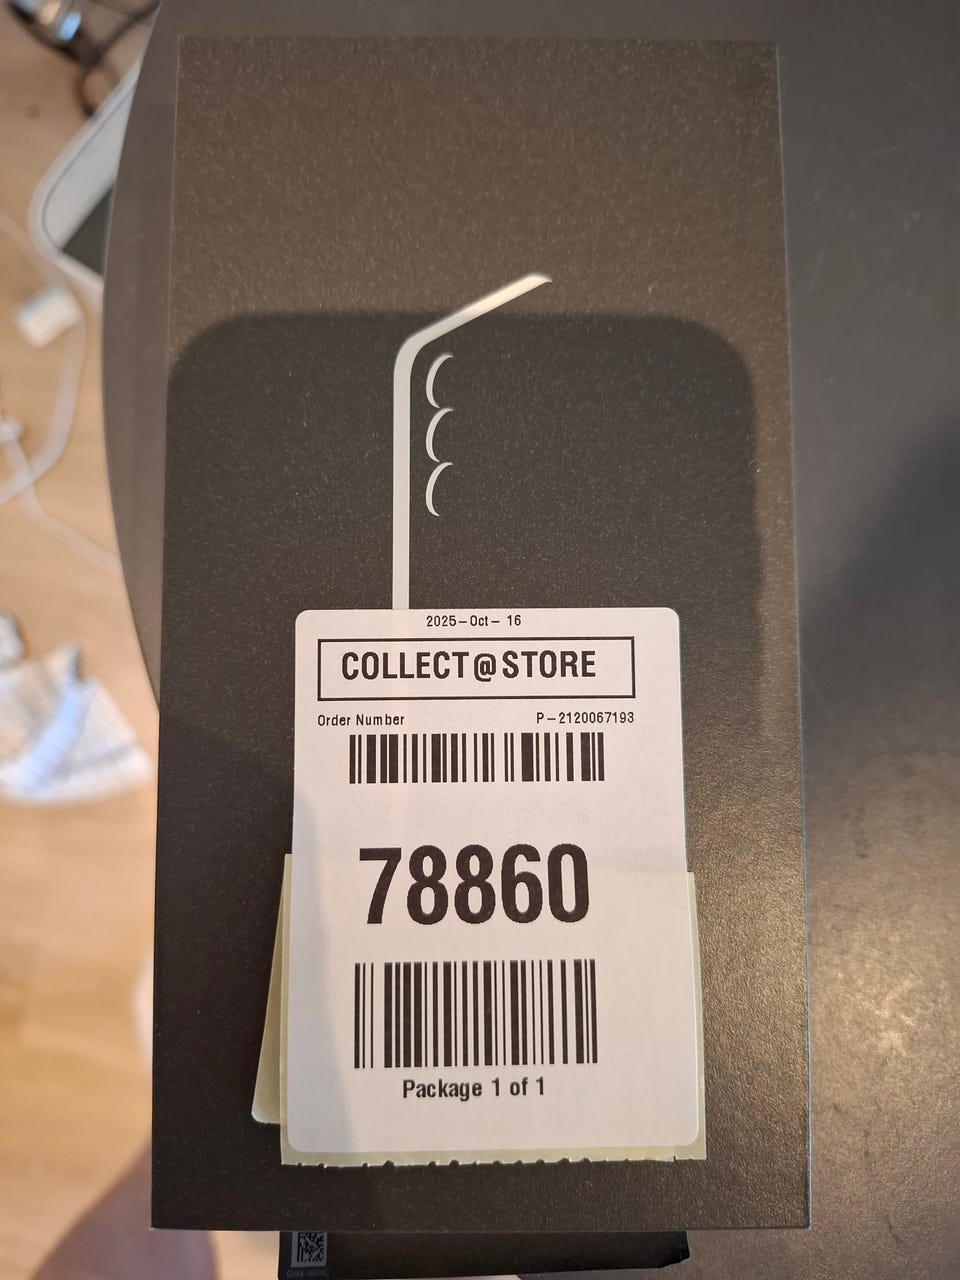 2025-Oct- 16
COLLECT@STORE
Order Number P-2120067193
78860
Package 1 of 1